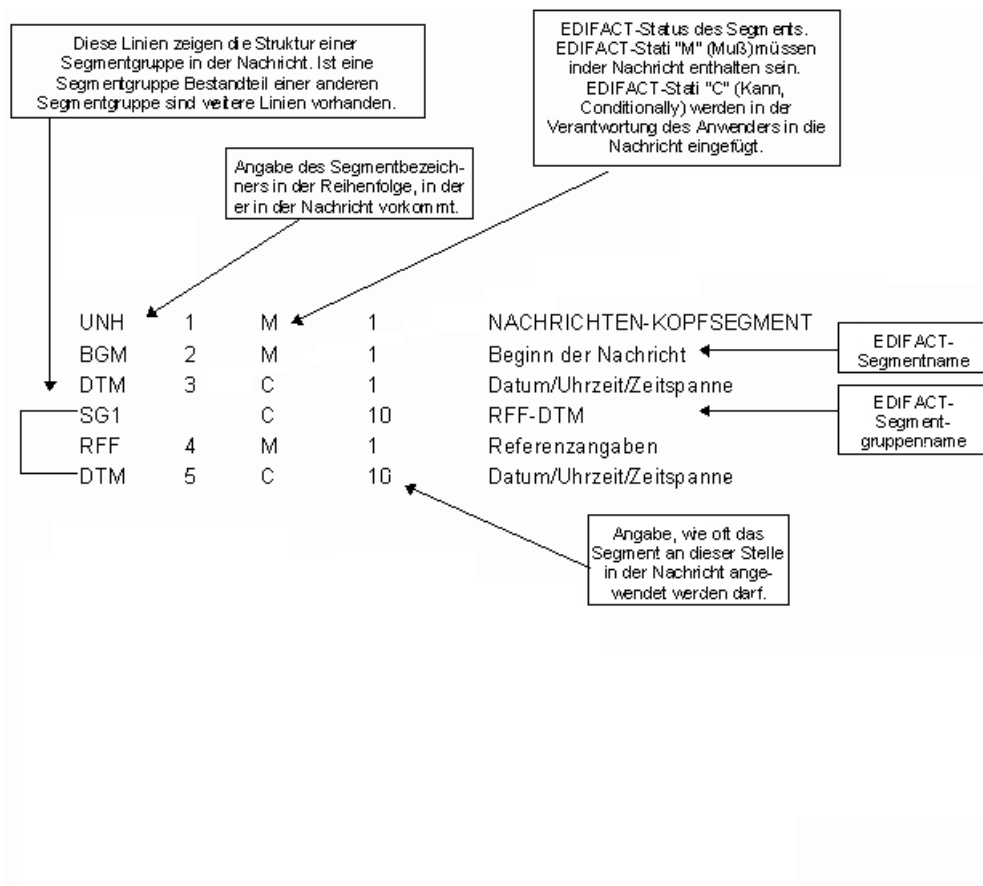 Diese Linien zeigen die Struktur einer
Segmentgruppe in der Nachricht. Ist eine
Segmentgruppe Bestandteil einer anderen
Segmentgruppe sind weitere Linien vorhanden.
EDIFACT-Status des Segments.
EDIFACT-Stati "M" (Muß) müssen
inder Nachricht enthalten sein.
EDIFACT-Stati "C" (Kann,
Conditionally) werden in der
Verantwortung des Anwenders in die
Nachricht eingefügt.
Angabe des Segmentbezeich-
ners in der Reihenfolge, in der
er in der Nachricht vorkommt.
UNH 1 M 1 NACHRICHTEN-KOPFSEGMENT
BGM 2 M 1 Beginn der Nachricht
DTM 3 C 1 Datum/Uhrzeit/Zeitspanne
SG1 C 10 RFF-DTM
RFF 4 M 1 Referenzangaben
DTM 5 C 10 Datum/Uhrzeit/Zeitspanne
EDIFACT-
Segmentname
EDIFACT-
Segment-
gruppenname
Angabe, wie oft das
Segment an dieser Stelle
in der Nachricht ange-
wendet werden darf.